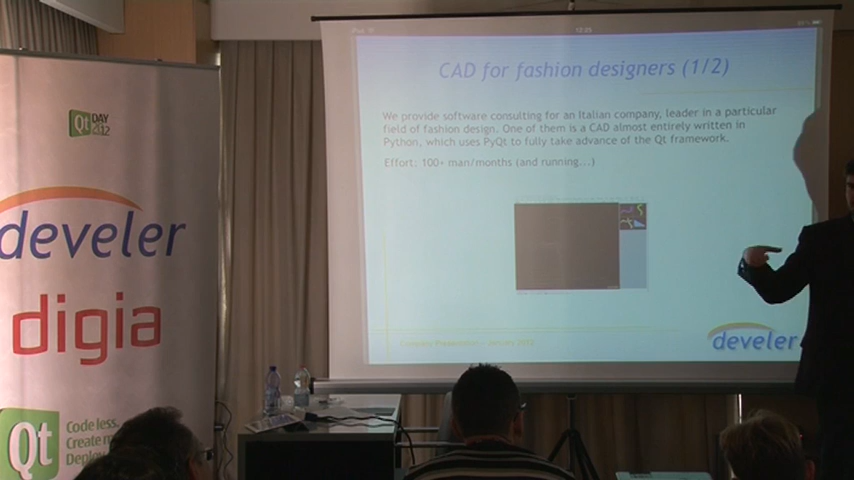 CAD for fashion designers (1/2)
We provide software consulting for an Italian company, leader in a particular
field of fashion design. One of them is a CAD almost entirely written in
Python, which uses PyQt to fully take advance of the Qt framework.
Effort: 100+ man/months (and running...)
Company Presentation - January 2012
develer
Qt DAY
2012
develer
digia
Qt
Code less.
Create
Deploy